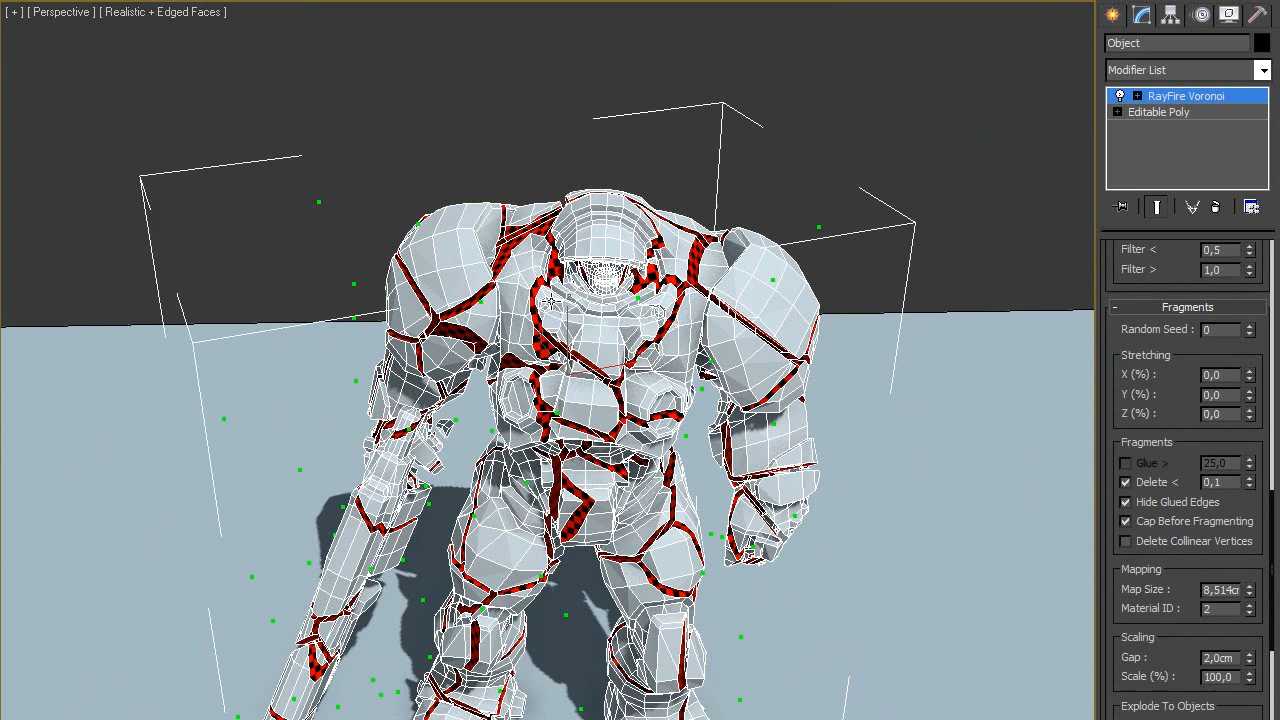 [ + ] [ Perspective ] [ Realistic + Edged Faces ]
Object
Modifier List
RayFire Voronoi
Editable Poly
Filter < 0,5
Filter > 1,0
- Fragments
Random Seed : 0
Stretching
X (%) : 0,0
Y (%) : 0,0
Z (%) : 0,0
Fragments
Glue > 25,0
Delete < 0,1
Hide Glued Edges
Cap Before Fragmenting
Delete Collinear Vertices
Mapping
Map Size : 8,514cr
Material ID : 2
Scaling
Gap : 2,0cm
Scale (%) : 100,0
Explode To Objects